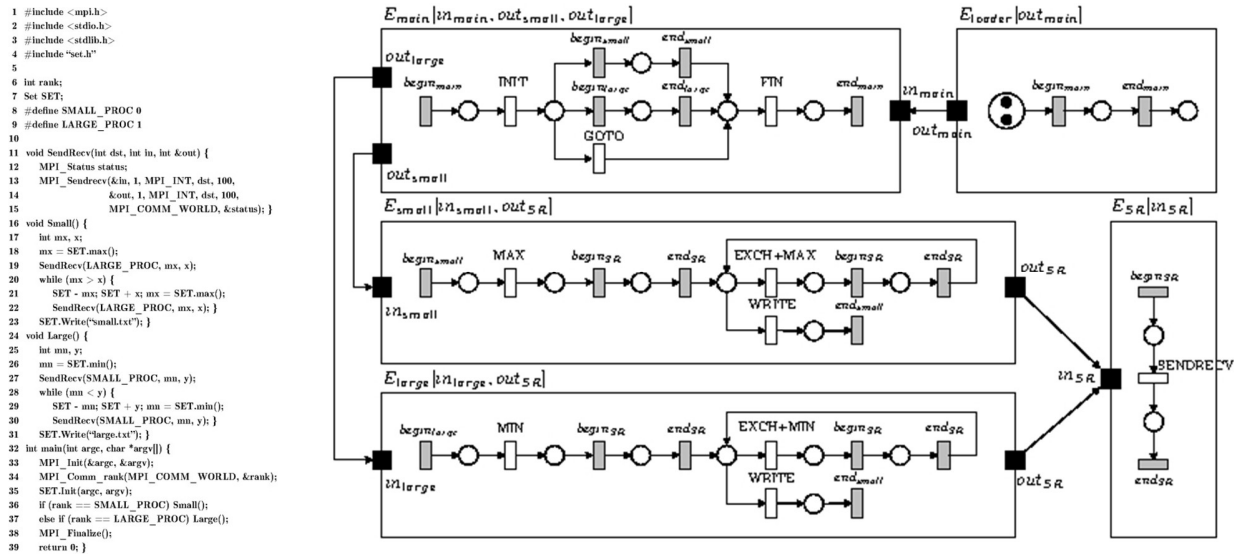 1 #include <mpi.h>
2 #include <stdio.h>
3 #include <stdlib.h>
4 #include “set.h”
5
6 int rank;
7 Set SET;
8 #define SMALL_PROC 0
9 #define LARGE_PROC 1
10
11 void SendRecv(int dst, int in, int &out) {
12 MPI_Status status;
13 MPI_Sendrecv(&in, 1, MPI_INT, dst, 100,
14 &out, 1, MPI_INT, dst, 100,
15 MPI_COMM_WORLD, &status); }
16 void Small() {
17 int mx, x;
18 mx = SET.max();
19 SendRecv(LARGE_PROC, mx, x);
20 while (mx > x) {
21 SET - mx; SET + x; mx = SET.max();
22 SendRecv(LARGE_PROC, mx, x); }
23 SET.Write(“small.txt”); }
24 void Large() {
25 int mn, y;
26 mn = SET.min();
27 SendRecv(SMALL_PROC, mn, y);
28 while (mn < y) {
29 SET - mn; SET + y; mn = SET.min();
30 SendRecv(SMALL_PROC, mn, y); }
31 SET.Write(“large.txt”); }
32 int main(int argc, char *argv[]) {
33 MPI_Init(&argc, &argv);
34 MPI_Comm_rank(MPI_COMM_WORLD, &rank);
35 SET.Init(argc, argv);
36 if (rank == SMALL_PROC) Small();
37 else if (rank == LARGE_PROC) Large();
38 MPI_Finalize();
39 return 0; }
E_main|in_main, out_small, out_large|
out_large
begin_small end_small
begin_main INIT begin_large end_large FIN end_main
GOTO
out_small
in_main
E_loader|out_main|
begin_main end_main
out_main
E_small|in_small, out_SR|
begin_small MAX begin_SR end_SR EXCH+MAX begin_SR end_SR
WRITE
end_small
in_small
out_SR
E_SR|in_SR|
begin_SR
SENDRECV
in_SR
end_SR
E_large|in_large, out_SR|
begin_large MIN begin_SR end_SR EXCH+MIN begin_SR end_SR
WRITE
end_small
in_large
out_SR